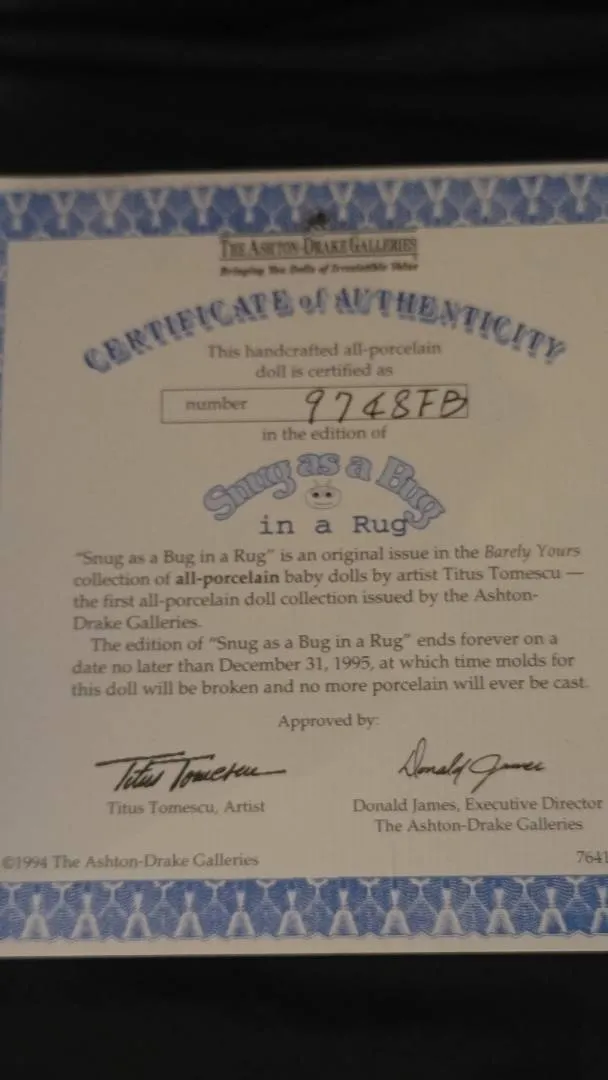 THE ASHTON-DRAKE GALLERIES
Bringing You Dolls of Irresistible Value
CERTIFICATE of AUTHENTICITY
This handcrafted all-porcelain
doll is certified as
number 9748FB
in the edition of
Snug as a Bug
in a Rug
"Snug as a Bug in a Rug" is an original issue in the Barely Yours
collection of all-porcelain baby dolls by artist Titus Tomescu —
the first all-porcelain doll collection issued by the Ashton-
Drake Galleries.
The edition of "Snug as a Bug in a Rug" ends forever on a
date no later than December 31, 1995, at which time molds for
this doll will be broken and no more porcelain will ever be cast.
Approved by:
Titus Tomescu Donald James
Titus Tomescu, Artist
Donald James, Executive Director
The Ashton-Drake Galleries
©1994 The Ashton-Drake Galleries
7641